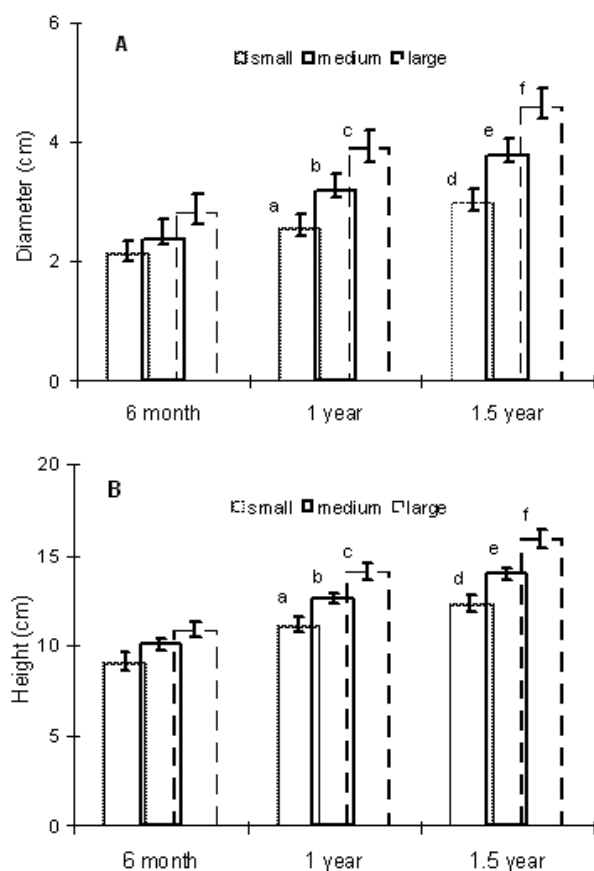 6
A
small medium large
f
c
e
4
b
d
a
Diameter (cm)
2
0
6 month 1 year 1.5 year
20
B
small medium large
f
15
c
e
b
d
a
Height (cm)
10
5
0
6 month 1 year 1.5 year